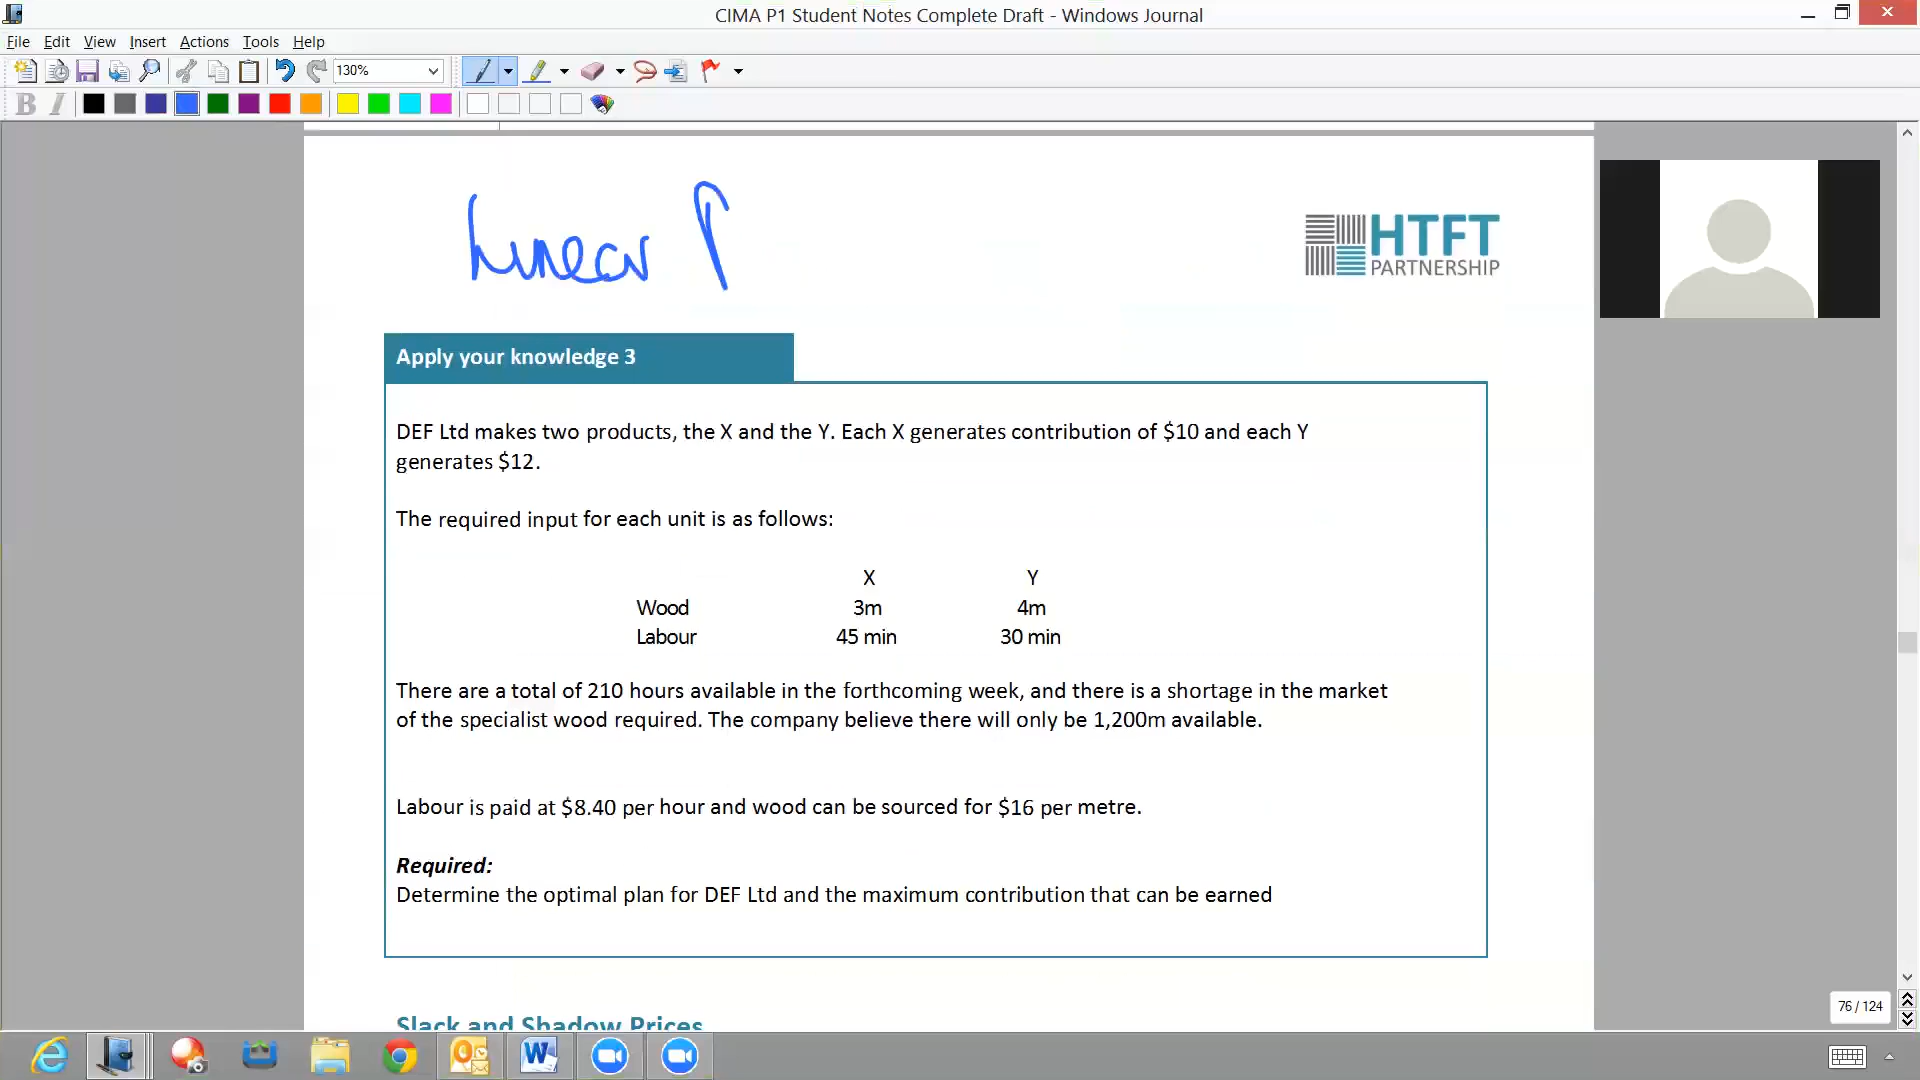 CIMA P1 Student Notes Complete Draft - Windows Journal
File Edit View Insert Actions Tools Help
130%
B I
Linear P
HTFT
PARTNERSHIP
Apply your knowledge 3
DEF Ltd makes two products, the X and the Y. Each X generates contribution of $10 and each Y
generates $12.
The required input for each unit is as follows:
X Y
Wood 3m 4m
Labour 45 min 30 min
There are a total of 210 hours available in the forthcoming week, and there is a shortage in the market
of the specialist wood required. The company believe there will only be 1,200m available.
Labour is paid at $8.40 per hour and wood can be sourced for $16 per metre.
Required:
Determine the optimal plan for DEF Ltd and the maximum contribution that can be earned
Slack and Shadow Prices
76 / 124